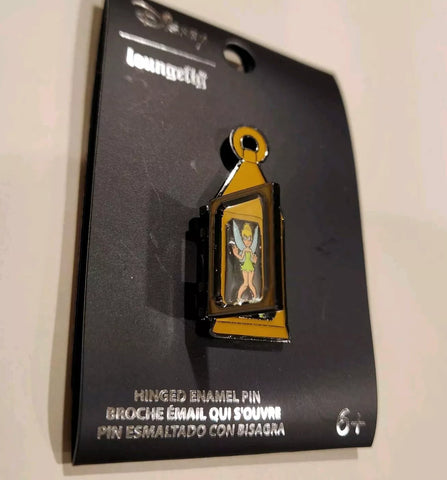 Disney
Loungefly
HINGED ENAMEL PIN
BROCHE ÉMAIL QUI S'OUVRE
PIN ESMALTADO CON BISAGRA
6+